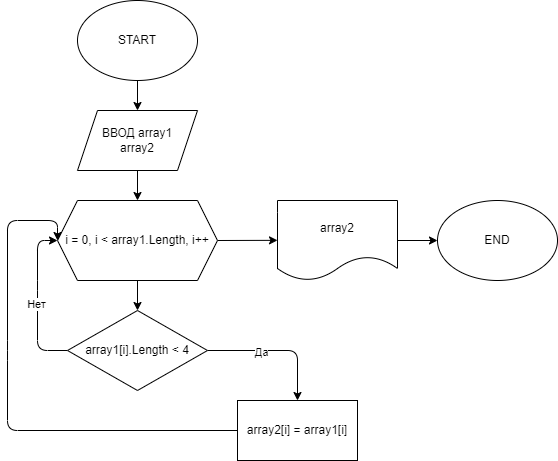 START
ВВОД array1
array2
i = 0, i < array1.Length, i++
array2
END
Нет
array1[i].Length < 4
Да
array2[i] = array1[i]